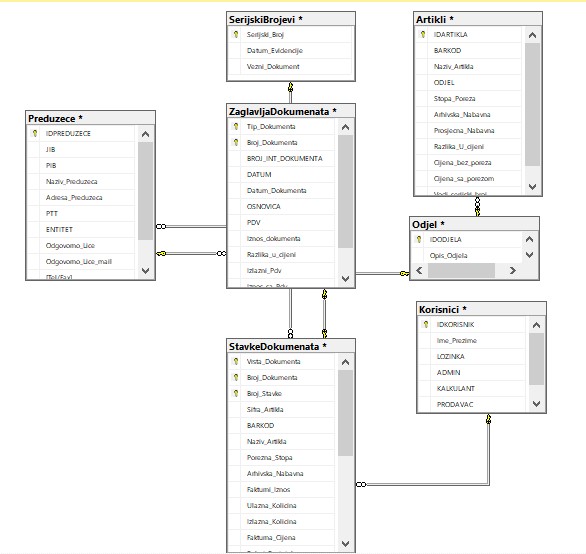 SerijskiBrojevi *
Serijski_Broj
Datum_Evidencije
Vezni_Dokument
Artikli *
IDARTIKLA
BARKOD
Naziv_Artikla
ODJEL
Stopa_Poreza
Arhivska_Nabavna
Prosjecna_Nabavna
Razlika_U_cijeni
Cijena_bez_poreza
Cijena_sa_porezom
Preduzece *
IDPREDUZECE
JIB
PIB
Naziv_Preduzeca
Adresa_Preduzeca
PTT
ENTITET
Odgovorno_Lice
Odgovorno_Lice_mail
[Tel/Fax]
ZaglavljaDokumenata *
Tip_Dokumenta
Broj_Dokumenta
BROJ_INT_DOKUMENTA
DATUM
Datum_Dokumenta
OSNOVICA
PDV
Iznos_dokumenta
Razlika_u_cijeni
Izlazni_Pdv
Iznos_sa_Pdv
Odjel *
IDODJELA
Opis_Odjela
Korisnici *
IDKORISNIK
Ime_Prezime
LOZINKA
ADMIN
KALKULANT
PRODAVAC
StavkeDokumenata *
Vrsta_Dokumenta
Broj_Dokumenta
Broj_Stavke
Sifra_Artikla
BARKOD
Naziv_Artikla
Porezna_Stopa
Arhivska_Nabavna
Fakturni_Iznos
Ulazna_Kolicina
Izlazna_Kolicina
Fakturna_Cijena